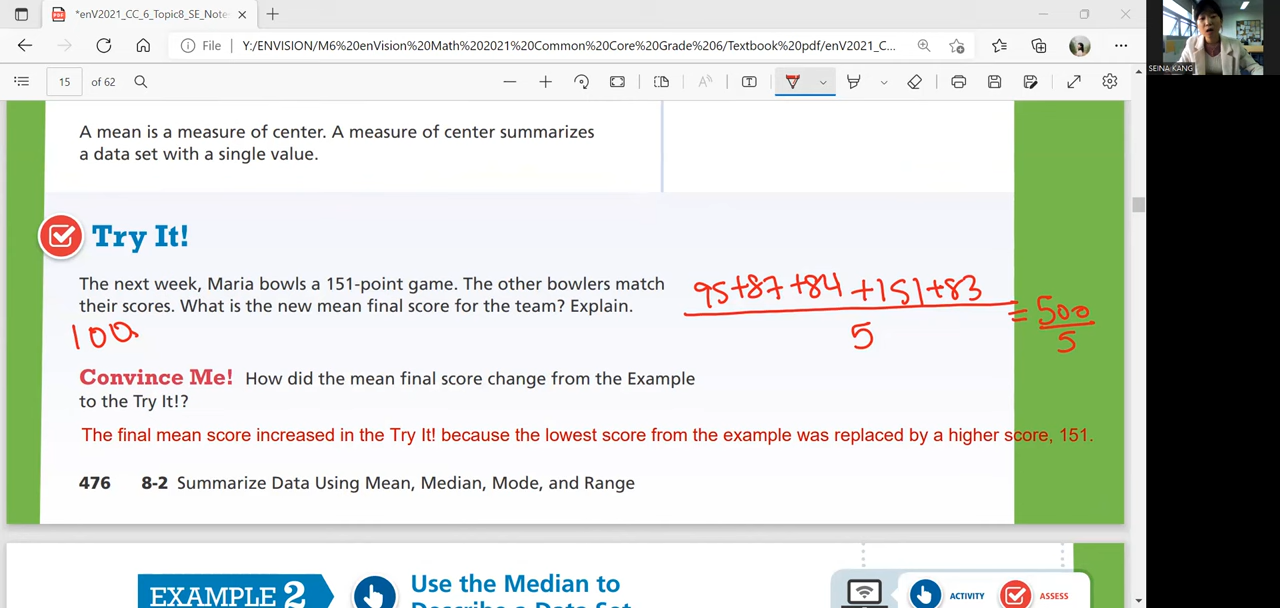 *enV2021_CC_6_Topic8_SE_Note
File Y:/ENVISION/M6%20enVision%20Math%202021%20Common%20Core%20Grade%206/Textbook%20pdf/enV2021_C...
SEINA KANG
15 of 62
A mean is a measure of center. A measure of center summarizes
a data set with a single value.
Try It!
The next week, Maria bowls a 151-point game. The other bowlers match
their scores. What is the new mean final score for the team? Explain.
95+87+84+151+83
5
= 500
5
100
Convince Me! How did the mean final score change from the Example
to the Try It!?
The final mean score increased in the Try It! because the lowest score from the example was replaced by a higher score, 151.
476 8-2 Summarize Data Using Mean, Median, Mode, and Range
EXAMPLE 2
Use the Median to
Describe a Data Set
ACTIVITY
ASSESS